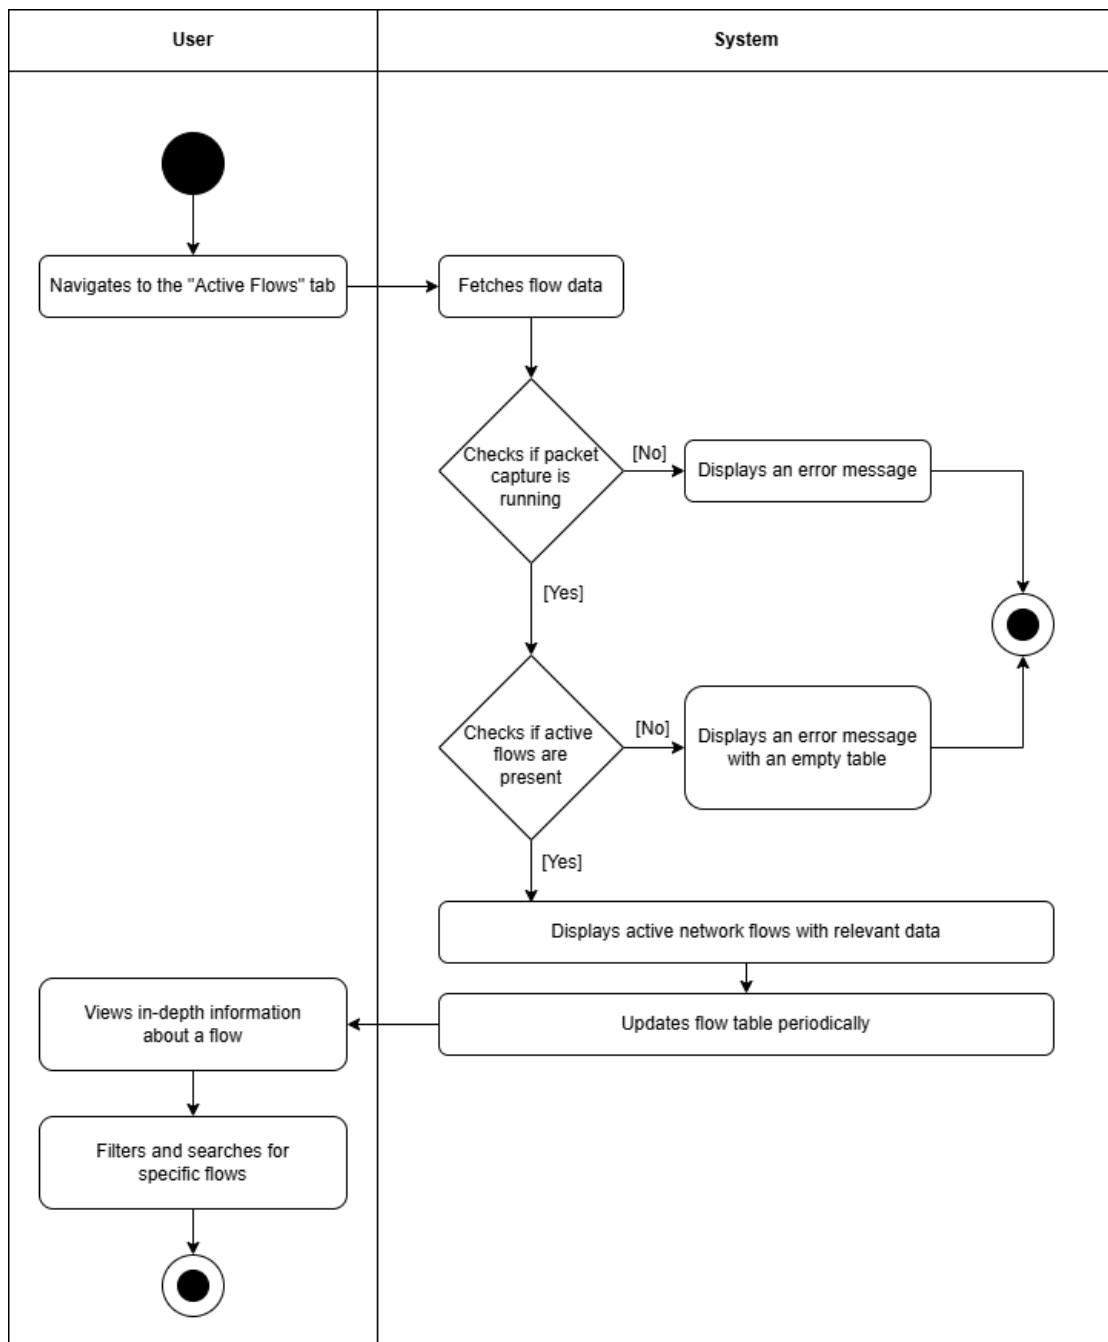 User
System
Navigates to the "Active Flows" tab
Fetches flow data
Checks if packet
capture is
running
[No]
Displays an error message
[Yes]
Checks if active
flows are
present
[No]
Displays an error message
with an empty table
[Yes]
Displays active network flows with relevant data
Updates flow table periodically
Views in-depth information
about a flow
Filters and searches for
specific flows